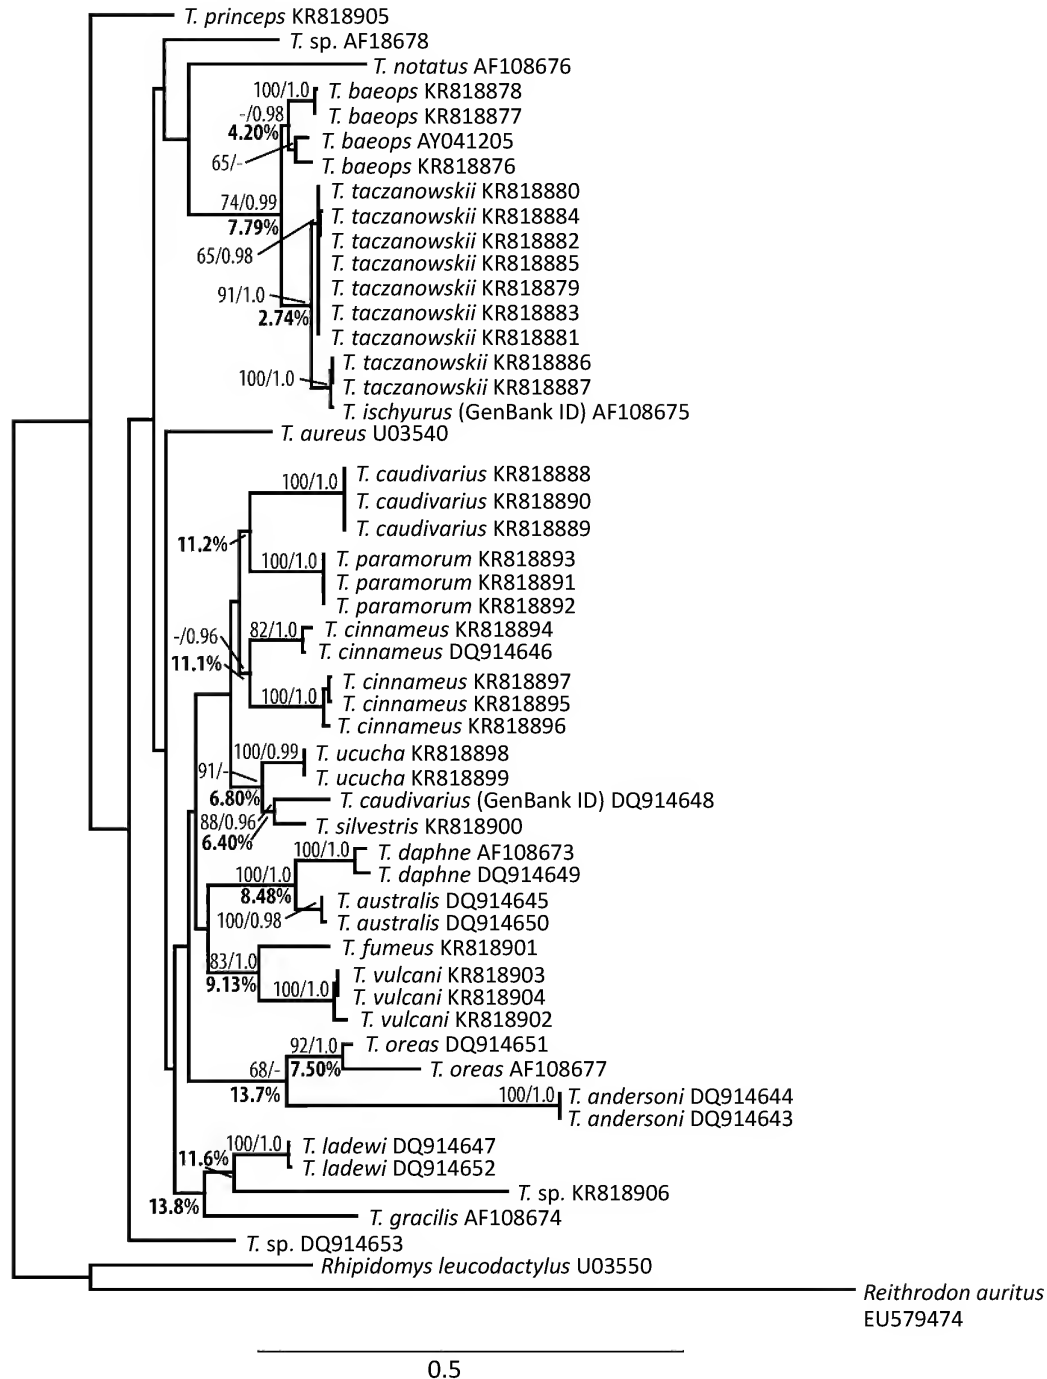 T. princeps KR818905
T. sp. AF18678
T. notatus AF108676
100/1.0
T. baeops KR818878
-/0.98
T. baeops KR818877
4.20%
T. baeops AY041205
65/-
T. baeops KR818876
T. taczanowskii KR818880
74/0.99
T. taczanowskii KR818884
7.79%
T. taczanowskii KR818882
65/0.98
T. taczanowskii KR818885
91/1.0
T. taczanowskii KR818879
2.74%
T. taczanowskii KR818883
T. taczanowskii KR818881
T. taczanowskii KR818886
100/1.0
T. taczanowskii KR818887
T. ischyurus (GenBank ID) AF108675
T. aureus U03540
T. caudivarius KR818888
100/1.0
T. caudivarius KR818890
T. caudivarius KR818889
11.2%
T. paramorum KR818893
100/1.0
T. paramorum KR818891
T. paramorum KR818892
82/1.0
T. cinnameus KR818894
-/0.96
T. cinnameus DQ914646
11.1%
T. cinnameus KR818897
100/1.0
T. cinnameus KR818895
T. cinnameus KR818896
100/0.99
T. ucucha KR818898
91/-
T. ucucha KR818899
6.80%
T. caudivarius (GenBank ID) DQ914648
88/0.96
T. silvestris KR818900
6.40%
100/1.0
T. daphne AF108673
100/1.0
T. daphne DQ914649
8.48%
T. australis DQ914645
100/0.98
T. australis DQ914650
T. fumeus KR818901
83/1.0
T. vulcani KR818903
9.13%
100/1.0
T. vulcani KR818904
T. vulcani KR818902
92/1.0
T. oreas DQ914651
68/-
7.50%
T. oreas AF108677
13.7%
100/1.0
T. andersoni DQ914644
T. andersoni DQ914643
100/1.0
T. ladewi DQ914647
11.6%
T. ladewi DQ914652
T. sp. KR818906
13.8%
T. gracilis AF108674
T. sp. DQ914653
Rhipidomys leucodactylus U03550
Reithrodon auritus
EU579474
0.5